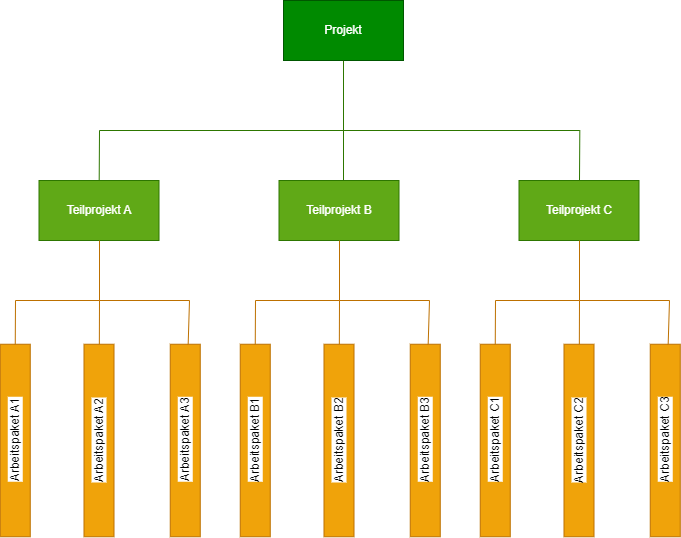 Projekt
Teilprojekt A
Teilprojekt B
Teilprojekt C
Arbeitspaket A1
Arbeitspaket A2
Arbeitspaket A3
Arbeitspaket B1
Arbeitspaket B2
Arbeitspaket B3
Arbeitspaket C1
Arbeitspaket C2
Arbeitspaket C3